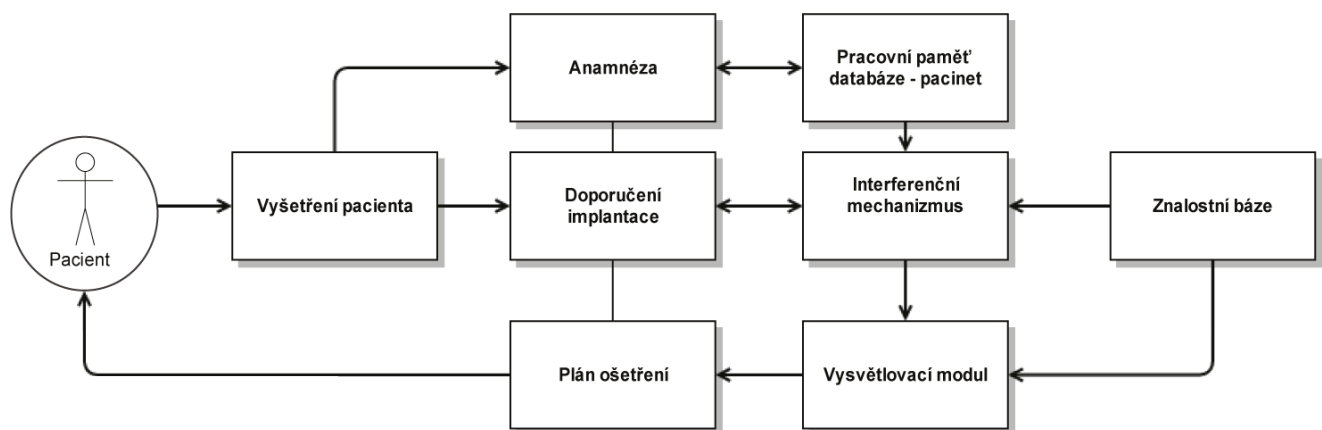 Anamnéza
Pracovní paměť
databáze - pacinet
Pacient
Vyšetření pacienta
Doporučení
implantace
Interferenční
mechanizmus
Znalostní báze
Plán ošetření
Vysvětlovací modul